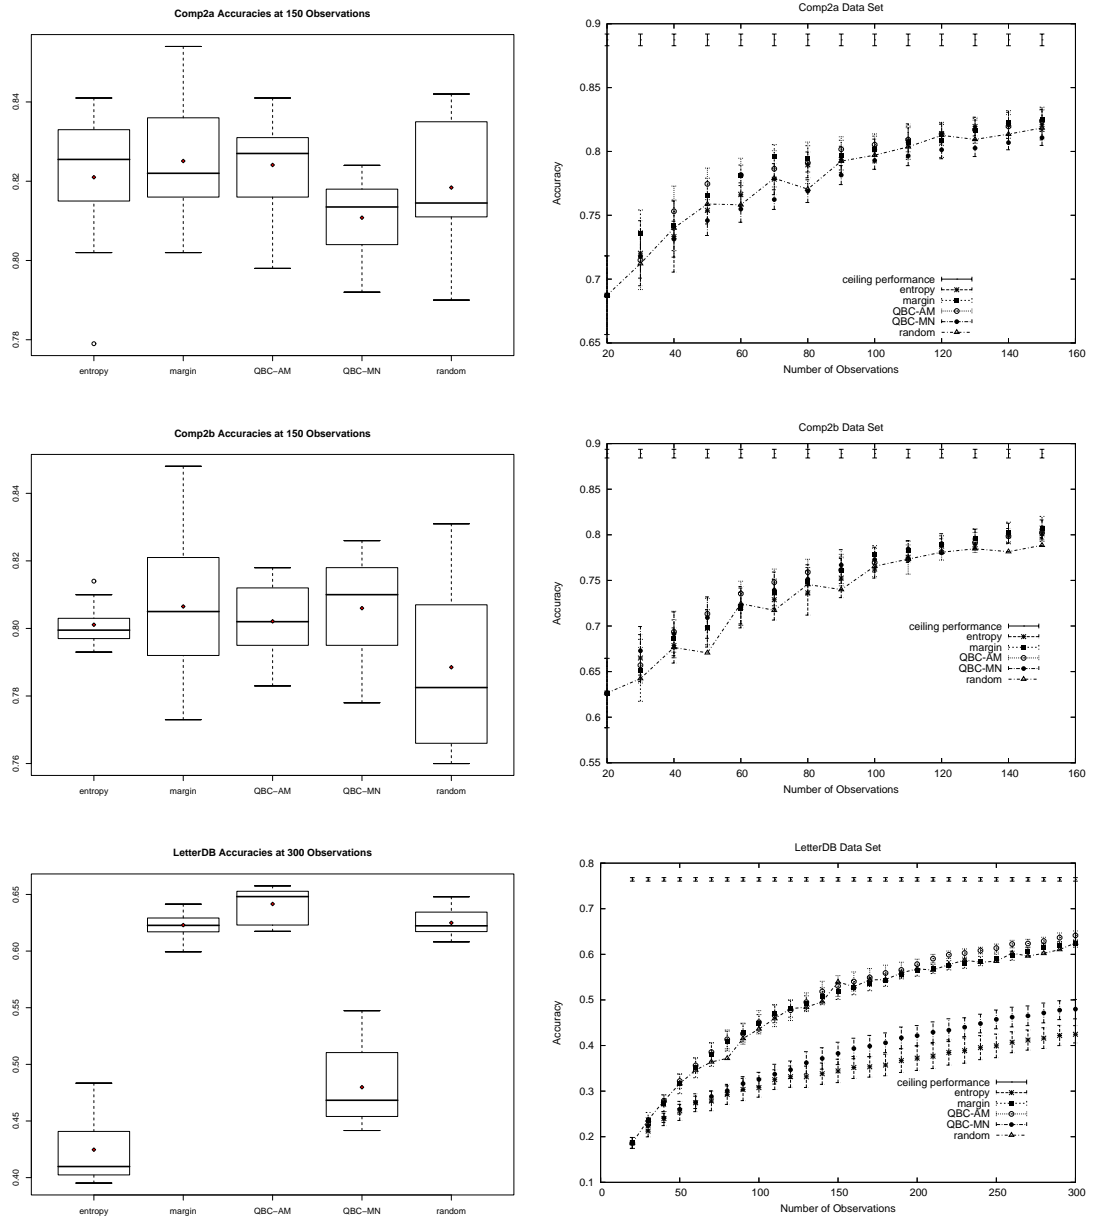 Comp2a Accuracies at 150 Observations
0.84
0.82
0.80
0.78
entropy margin QBC−AM QBC−MN random
Comp2a Data Set
0.9
0.85
0.8
0.75
0.7
0.65
Accuracy
ceiling performance
entropy
margin
QBC-AM
QBC-MN
random
20 40 60 80 100 120 140 160
Number of Observations
Comp2b Accuracies at 150 Observations
0.84
0.82
0.80
0.78
0.76
entropy margin QBC−AM QBC−MN random
Comp2b Data Set
0.9
0.85
0.8
0.75
0.7
0.65
0.6
0.55
Accuracy
ceiling performance
entropy
margin
QBC-AM
QBC-MN
random
20 40 60 80 100 120 140 160
Number of Observations
LetterDB Accuracies at 300 Observations
0.65
0.60
0.55
0.50
0.45
0.40
entropy margin QBC−AM QBC−MN random
LetterDB Data Set
0.8
0.7
0.6
0.5
0.4
0.3
0.2
0.1
Accuracy
ceiling performance
entropy
margin
QBC-AM
QBC-MN
random
0 50 100 150 200 250 300
Number of Observations